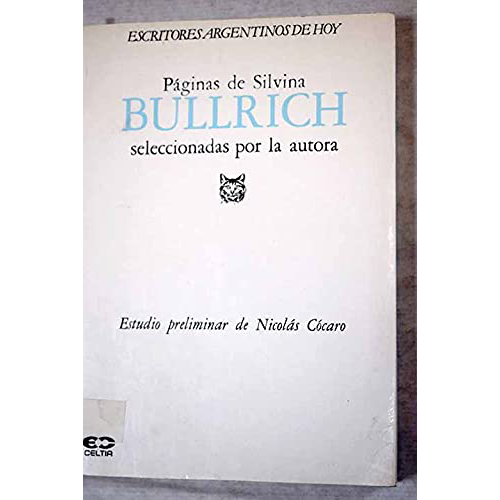 ESCRITORES ARGENTINOS DE HOY
Páginas de Silvina
BULLRICH
seleccionadas por la autora
Estudio preliminar de Nicolás Cócaro
CELTIA